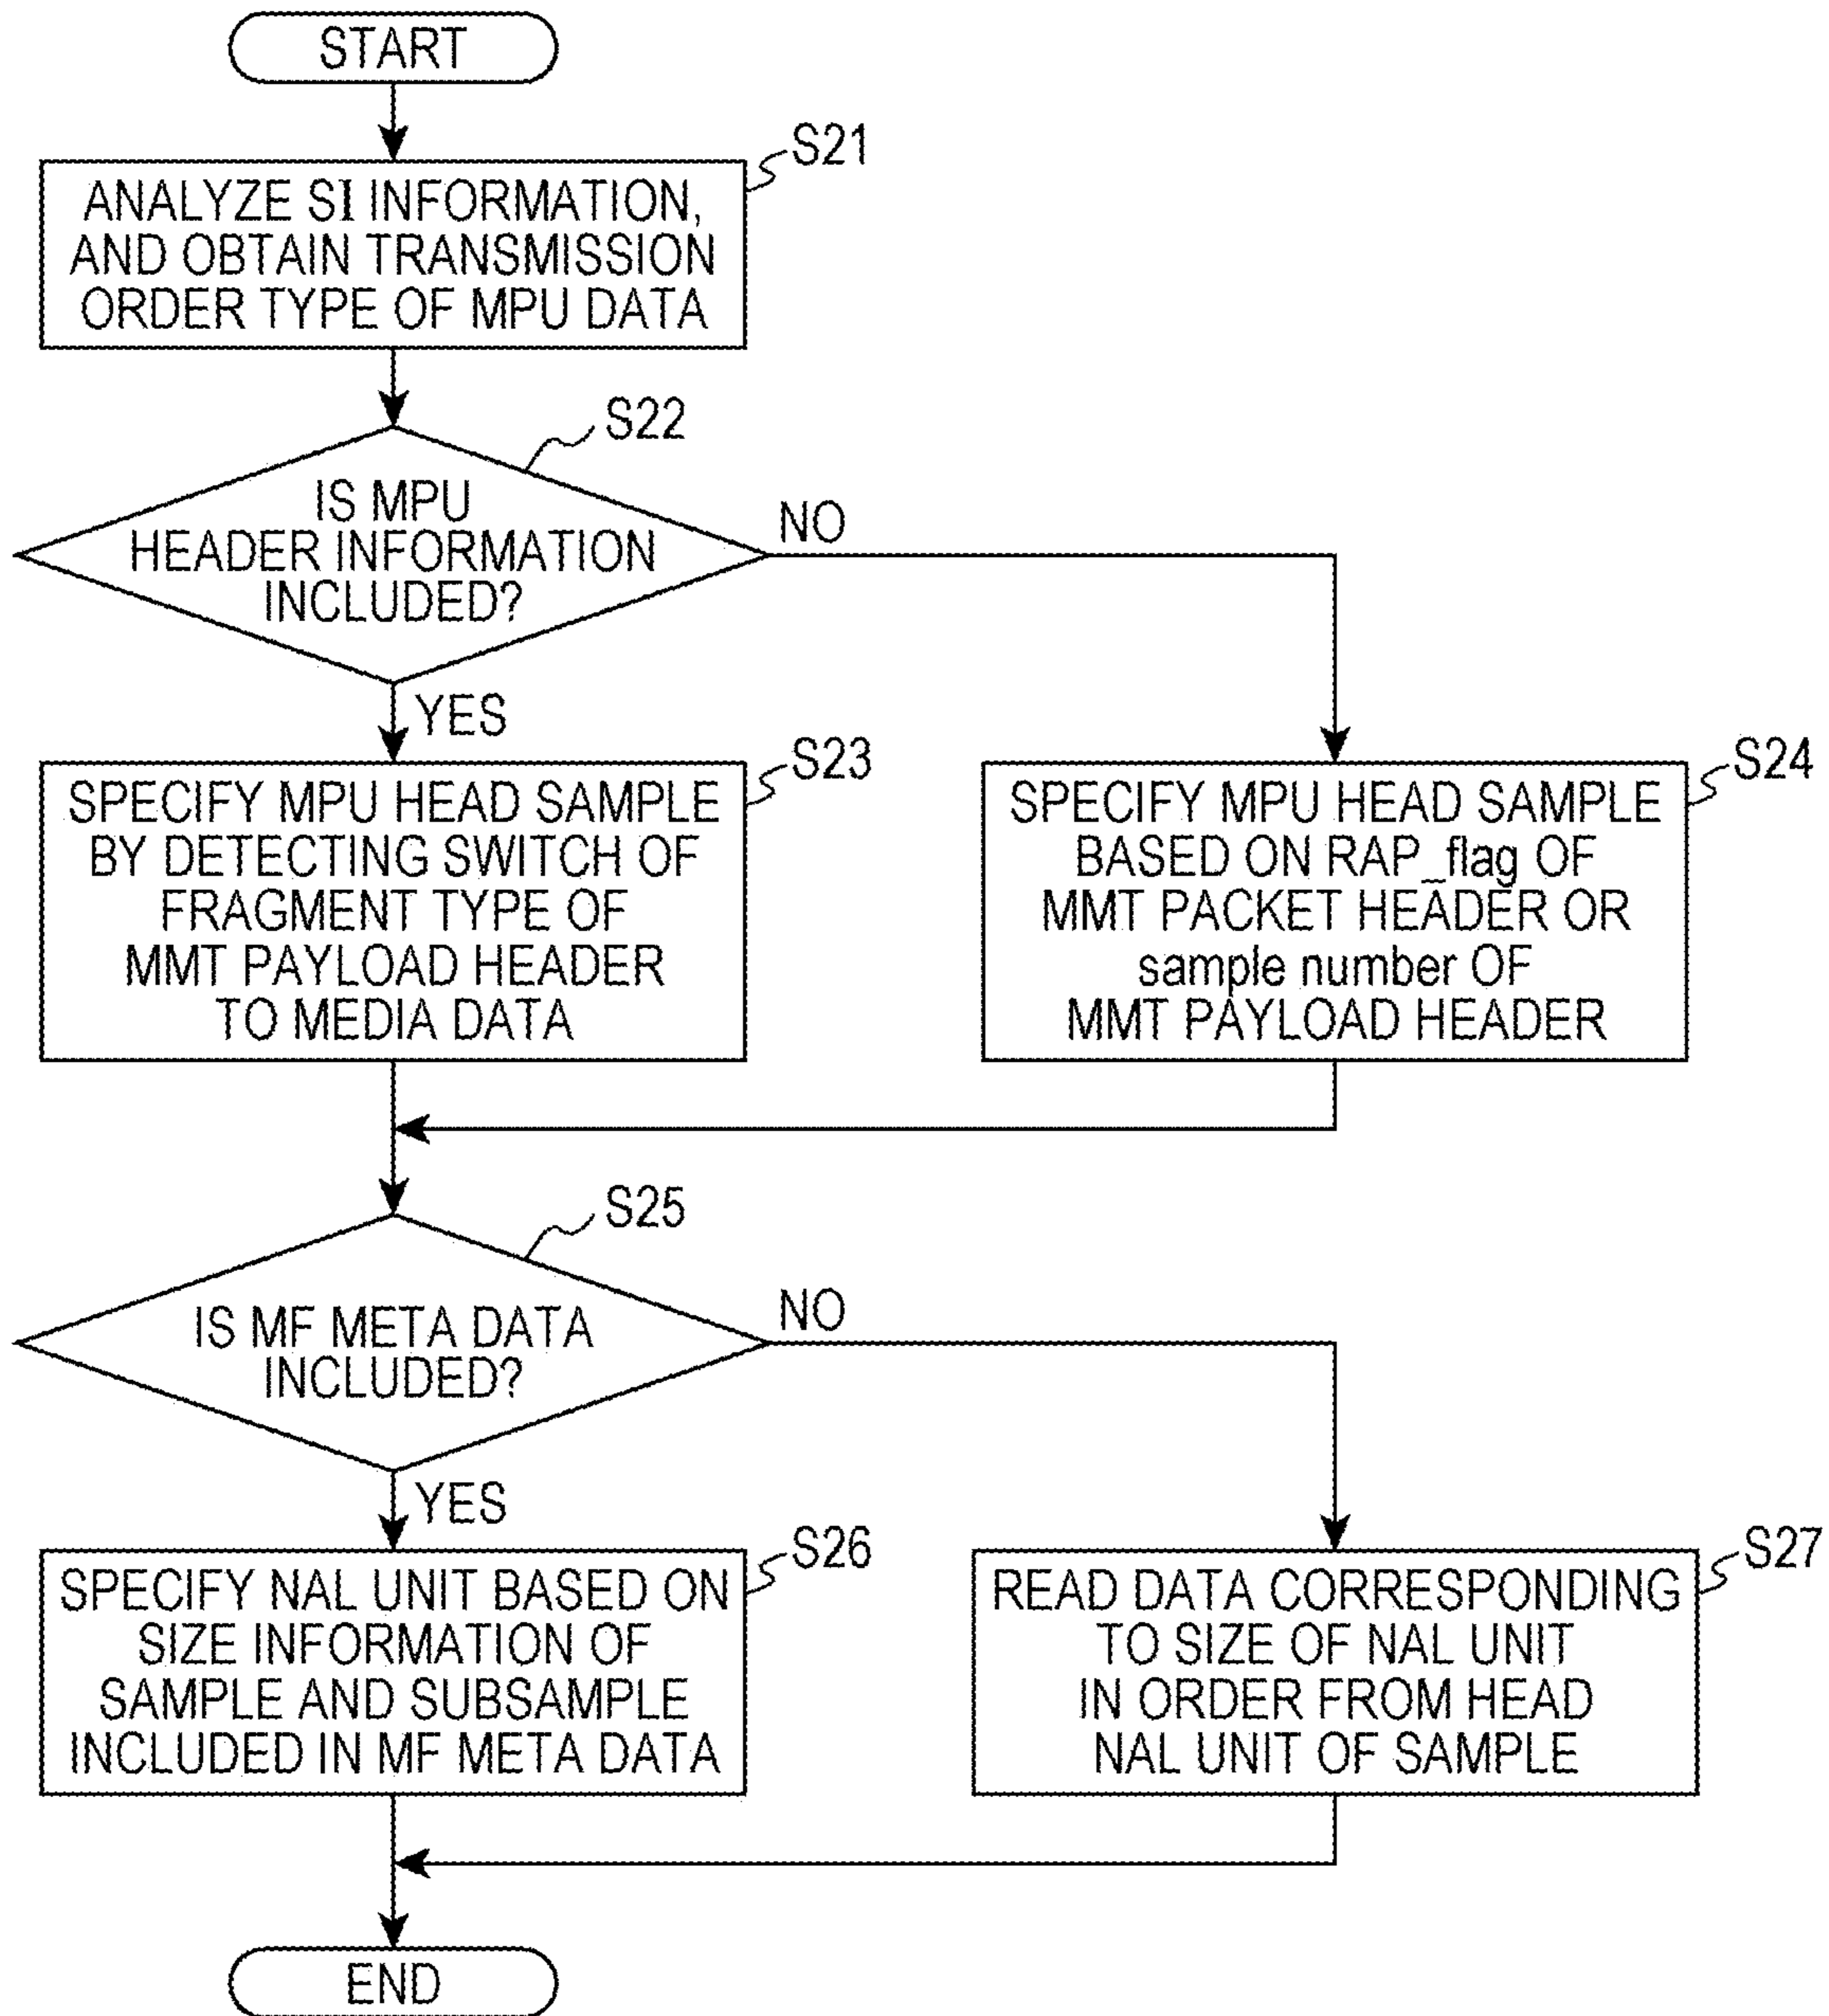 START
S21
ANALYZE SI INFORMATION,
AND OBTAIN TRANSMISSION
ORDER TYPE OF MPU DATA
S22
IS MPU
HEADER INFORMATION
INCLUDED?
NO
YES
S23
SPECIFY MPU HEAD SAMPLE
BY DETECTING SWITCH OF
FRAGMENT TYPE OF
MMT PAYLOAD HEADER
TO MEDIA DATA
S24
SPECIFY MPU HEAD SAMPLE
BASED ON RAP_flag OF
MMT PACKET HEADER OR
sample number OF
MMT PAYLOAD HEADER
S25
IS MF META DATA
INCLUDED?
NO
YES
S26
SPECIFY NAL UNIT BASED ON
SIZE INFORMATION OF
SAMPLE AND SUBSAMPLE
INCLUDED IN MF META DATA
S27
READ DATA CORRESPONDING
TO SIZE OF NAL UNIT
IN ORDER FROM HEAD
NAL UNIT OF SAMPLE
END